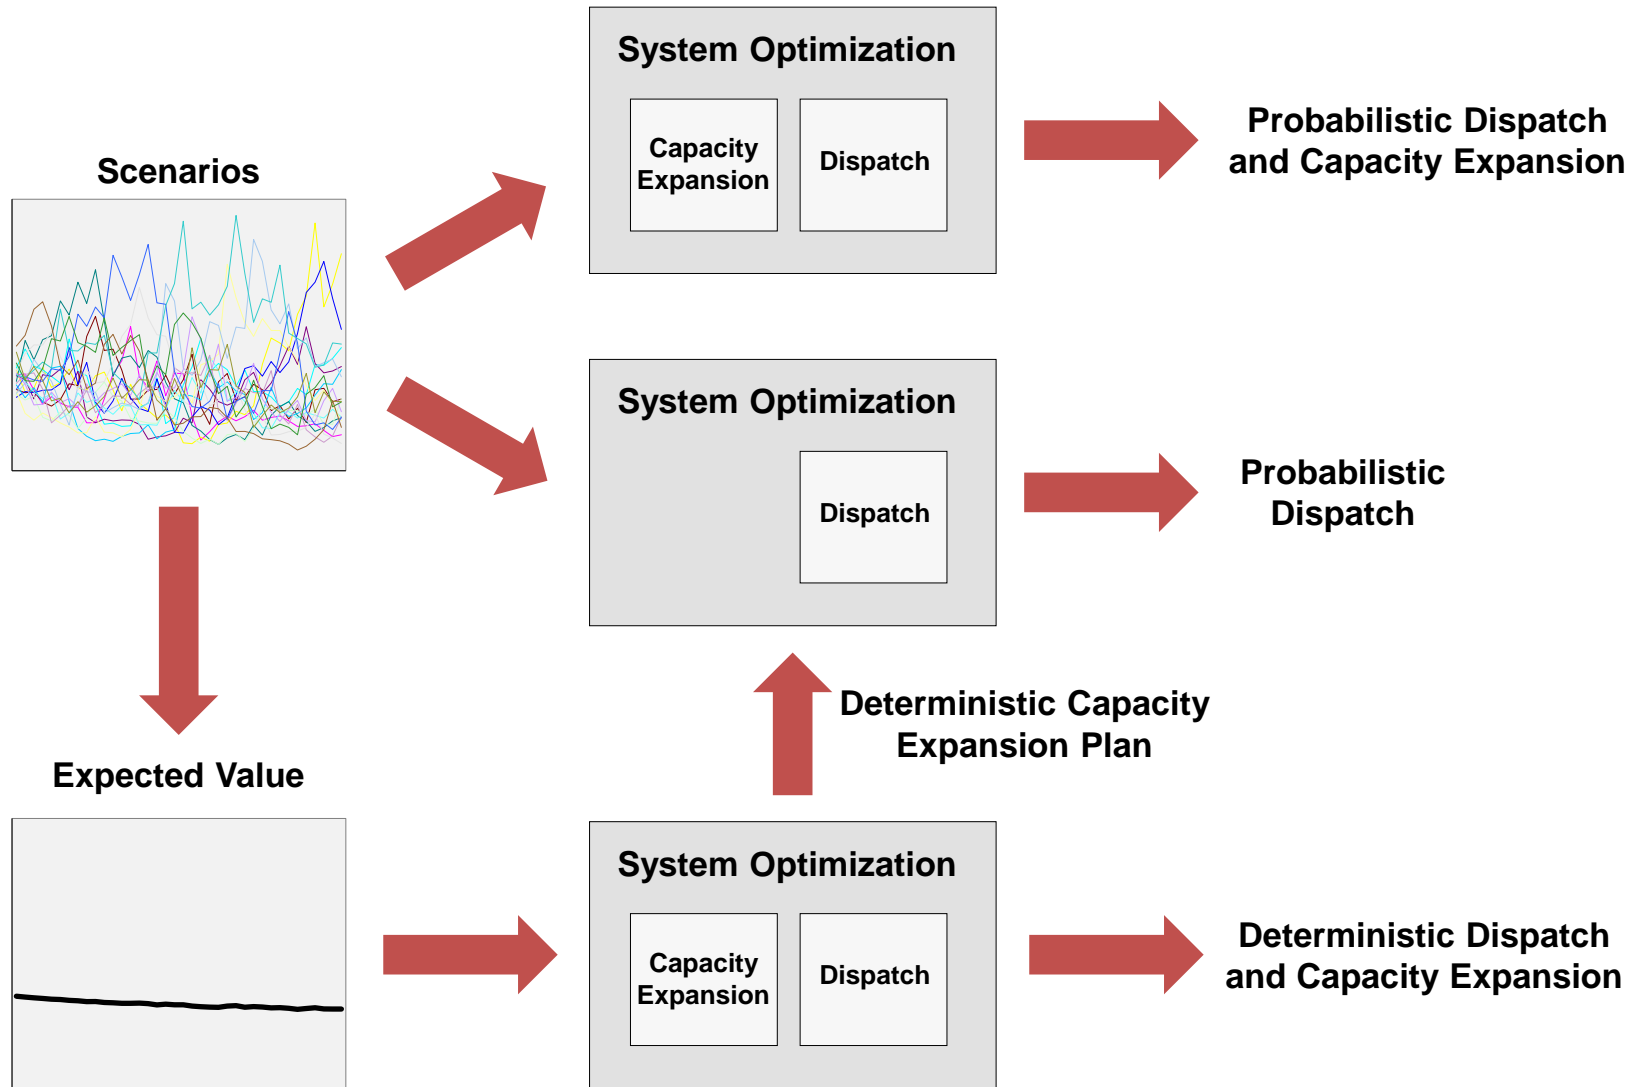 System Optimization
Capacity
Expansion
Dispatch
Probabilistic Dispatch
and Capacity Expansion
Scenarios
System Optimization
Dispatch
Probabilistic
Dispatch
Deterministic Capacity
Expansion Plan
Expected Value
System Optimization
Capacity
Expansion
Dispatch
Deterministic Dispatch
and Capacity Expansion